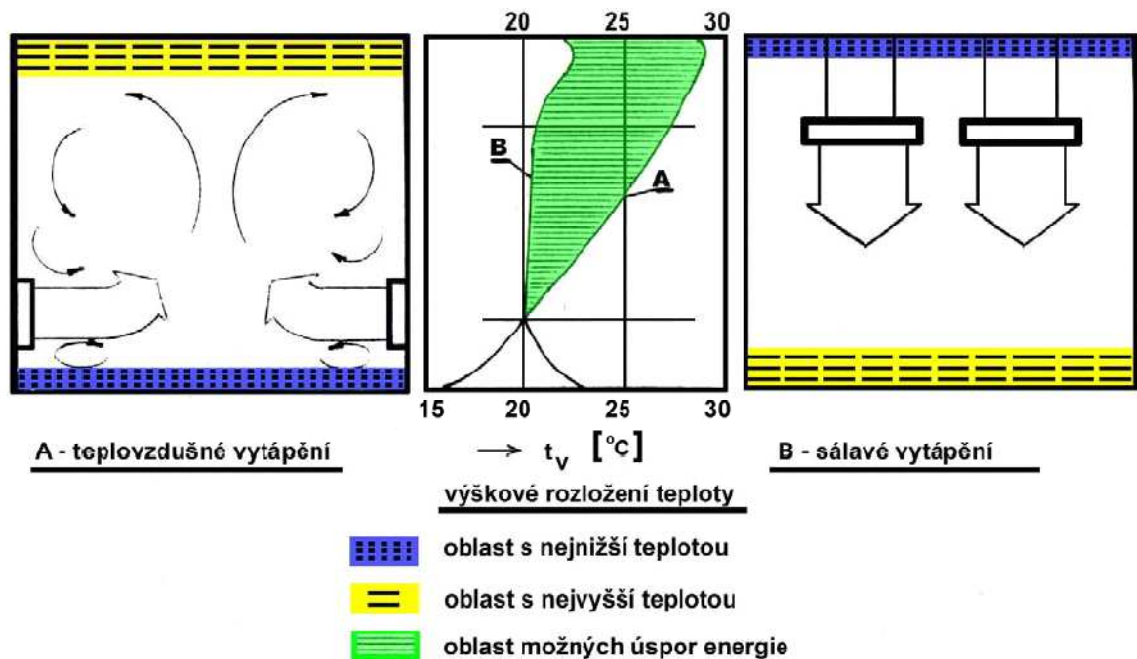 20 25 30
B
A
15 20 25 30
A - teplovzdušné vytápění
→ tv [°C]
B - sálavé vytápění
výškové rozložení teploty
oblast s nejnižší teplotou
oblast s nejvyšší teplotou
oblast možných úspor energie